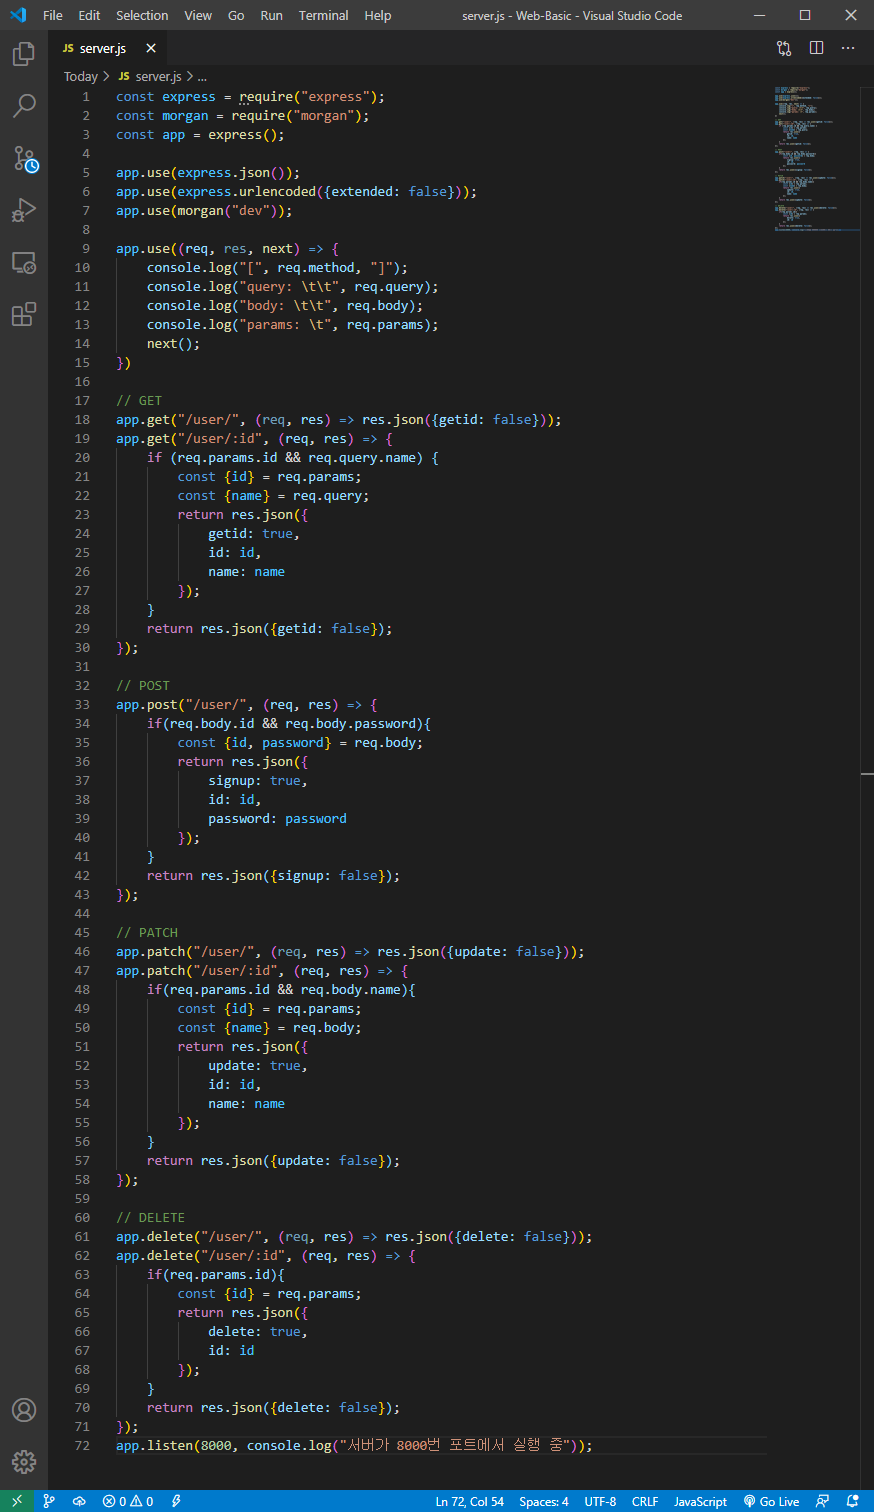 File Edit Selection View Go Run Terminal Help server.js - Web-Basic - Visual Studio Code
JS server.js
Today > JS server.js > ...
1 const express = require("express");
2 const morgan = require("morgan");
3 const app = express();
4
5 app.use(express.json());
6 app.use(express.urlencoded({extended: false}));
7 app.use(morgan("dev"));
8
9 app.use((req, res, next) => {
10     console.log("[", req.method, "]");
11     console.log("query: \t\t", req.query);
12     console.log("body: \t\t", req.body);
13     console.log("params: \t", req.params);
14     next();
15 })
16
17 // GET
18 app.get("/user/", (req, res) => res.json({getid: false}));
19 app.get("/user/:id", (req, res) => {
20     if (req.params.id && req.query.name) {
21         const {id} = req.params;
22         const {name} = req.query;
23         return res.json({
24             getid: true,
25             id: id,
26             name: name
27         });
28     }
29     return res.json({getid: false});
30 });
31
32 // POST
33 app.post("/user/", (req, res) => {
34     if(req.body.id && req.body.password){
35         const {id, password} = req.body;
36         return res.json({
37             signup: true,
38             id: id,
39             password: password
40         });
41     }
42     return res.json({signup: false});
43 });
44
45 // PATCH
46 app.patch("/user/", (req, res) => res.json({update: false}));
47 app.patch("/user/:id", (req, res) => {
48     if(req.params.id && req.body.name){
49         const {id} = req.params;
50         const {name} = req.body;
51         return res.json({
52             update: true,
53             id: id,
54             name: name
55         });
56     }
57     return res.json({update: false});
58 });
59
60 // DELETE
61 app.delete("/user/", (req, res) => res.json({delete: false}));
62 app.delete("/user/:id", (req, res) => {
63     if(req.params.id){
64         const {id} = req.params;
65         return res.json({
66             delete: true,
67             id: id
68         });
69     }
70     return res.json({delete: false});
71 });
72 app.listen(8000, console.log("서버가 8000번 포트에서 실행 중"));
0 0 Ln 72, Col 54 Spaces: 4 UTF-8 CRLF JavaScript Go Live